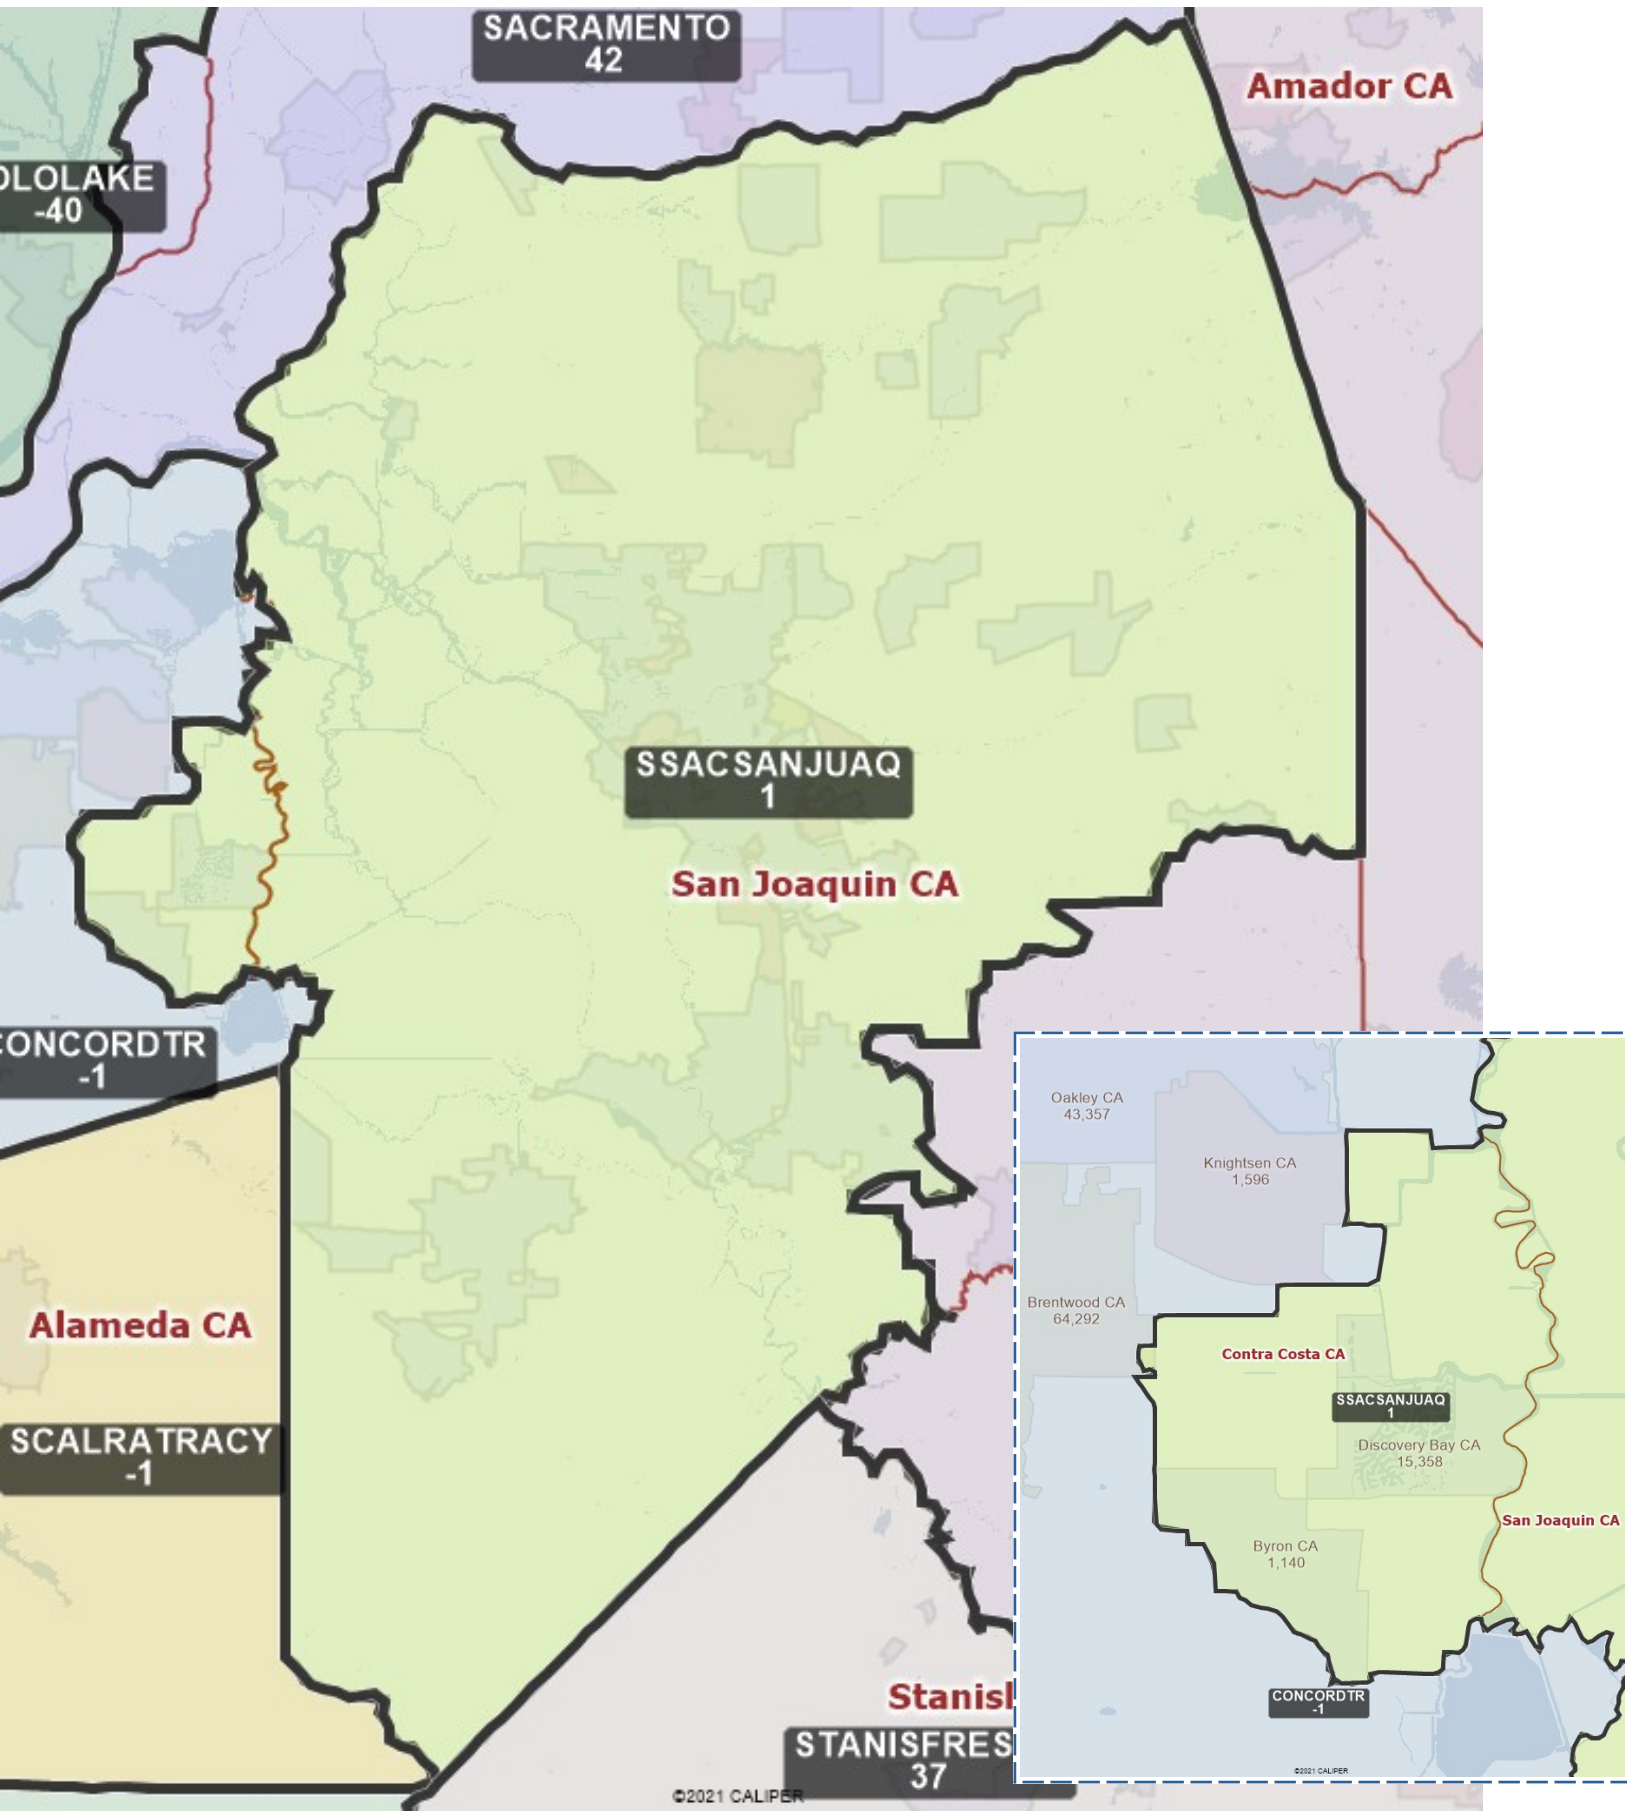 SACRAMENTO
42
Amador CA
OLOLAKE
-40
SSACSANJUAQ
1
San Joaquin CA
CONCORDTR
-1
Alameda CA
SCALRATRACY
-1
Stanisl
STANISFRES
37
©2021 CALIPER
Oakley CA
43,357
Knightsen CA
1,596
Brentwood CA
64,292
Contra Costa CA
SSACSANJUAQ
1
Discovery Bay CA
15,358
San Joaquin CA
Byron CA
1,140
CONCORDTR
-1
©2021 CALIPER